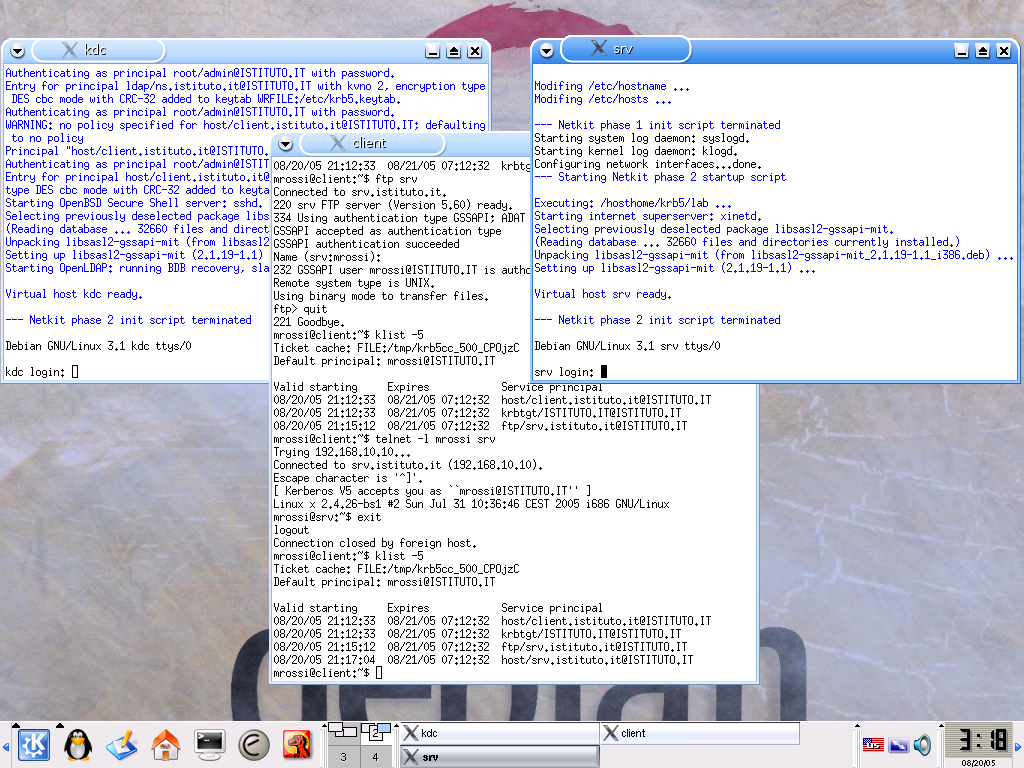 kdc
Authenticating as principal root/admin@ISTITUTO.IT with password.
Entry for principal ldap/ns.istituto.it@ISTITUTO.IT with kvno 2, encryption type
DES cbc mode with CRC-32 added to keytab WRFILE:/etc/krb5.keytab.
Authenticating as principal root/admin@ISTITUTO.IT with password.
WARNING: no policy specified for host/client.istituto.it@ISTITUTO.IT; defaulting
to no policy
Principal "host/client.istituto.it@ISTITUTO.
Authenticating as principal root/admin@ISTI
Entry for principal host/client.istituto.it@
type DES cbc mode with CRC-32 added to keyta
Starting OpenBSD Secure Shell server: sshd.
Selecting previously deselected package libs
(Reading database ... 32660 files and direct
Unpacking libsasl2-gssapi-mit (from libsasl2
Setting up libsasl2-gssapi-mit (2.1.19-1.1)
Starting OpenLDAP: running BDB recovery, sla
Virtual host kdc ready.
--- Netkit phase 2 init script terminated
Debian GNU/Linux 3.1 kdc ttys/0
kdc login:
client
08/20/05 21:12:33 08/21/05 07:12:32 krbtg
mrossi@client:~$ ftp srv
Connected to srv.istituto.it.
220 srv FTP server (Version 5.60) ready.
334 Using authentication type GSSAPI; ADAT
GSSAPI accepted as authentication type
GSSAPI authentication succeeded
Name (srv:mrossi):
232 GSSAPI user mrossi@ISTITUTO.IT is autho
Remote system type is UNIX.
Using binary mode to transfer files.
ftp> quit
221 Goodbye.
mrossi@client:~$ klist -5
Ticket cache: FILE:/tmp/krb5cc_500_CPOjzC
Default principal: mrossi@ISTITUTO.IT
Valid starting Expires Service principal
08/20/05 21:12:33 08/21/05 07:12:32 host/client.istituto.it@ISTITUTO.IT
08/20/05 21:12:33 08/21/05 07:12:32 krbtgt/ISTITUTO.IT@ISTITUTO.IT
08/20/05 21:15:12 08/21/05 07:12:32 ftp/srv.istituto.it@ISTITUTO.IT
mrossi@client:~$ telnet -l mrossi srv
Trying 192.168.10.10...
Connected to srv.istituto.it (192.168.10.10).
Escape character is '^]'.
[ Kerberos V5 accepts you as ``mrossi@ISTITUTO.IT'' ]
Linux x 2.4.26-bs1 #2 Sun Jul 31 10:36:46 CEST 2005 i686 GNU/Linux
mrossi@srv:~$ exit
logout
Connection closed by foreign host.
mrossi@client:~$ klist -5
Ticket cache: FILE:/tmp/krb5cc_500_CPOjzC
Default principal: mrossi@ISTITUTO.IT
Valid starting Expires Service principal
08/20/05 21:12:33 08/21/05 07:12:32 host/client.istituto.it@ISTITUTO.IT
08/20/05 21:12:33 08/21/05 07:12:32 krbtgt/ISTITUTO.IT@ISTITUTO.IT
08/20/05 21:15:12 08/21/05 07:12:32 ftp/srv.istituto.it@ISTITUTO.IT
08/20/05 21:17:04 08/21/05 07:12:32 host/srv.istituto.it@ISTITUTO.IT
mrossi@client:~$
srv
Modifing /etc/hostname ...
Modifing /etc/hosts ...
--- Netkit phase 1 init script terminated
Starting system log daemon: syslogd.
Starting kernel log daemon: klogd.
Configuring network interfaces...done.
--- Starting Netkit phase 2 startup script
Executing: /hosthome/krb5/lab ...
Starting internet superserver: xinetd.
Selecting previously deselected package libsasl2-gssapi-mit.
(Reading database ... 32660 files and directories currently installed.)
Unpacking libsasl2-gssapi-mit (from libsasl2-gssapi-mit_2.1.19-1.1_i386.deb) ...
Setting up libsasl2-gssapi-mit (2.1.19-1.1) ...
Virtual host srv ready.
--- Netkit phase 2 init script terminated
Debian GNU/Linux 3.1 srv ttys/0
srv login:
debian
2
3 4
kdc
client
srv
3:18
08/20/05